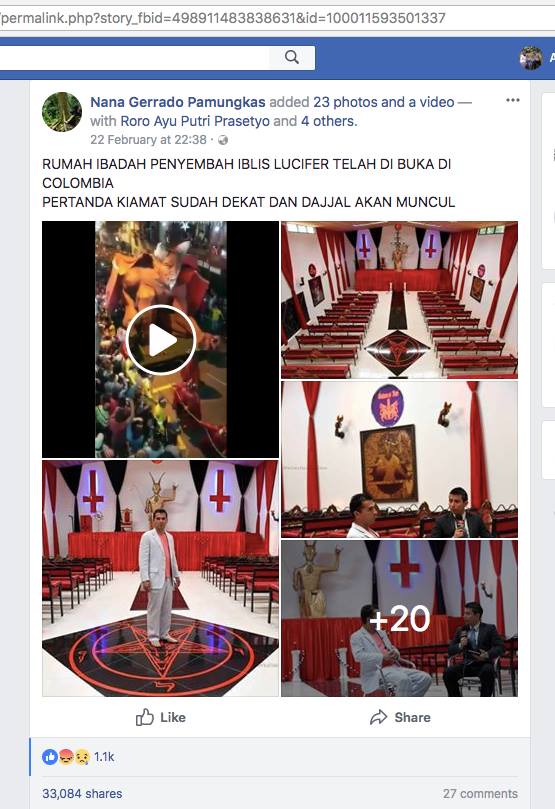 /permalink.php?story_fbid=498911483838631&id=100011593501337
A
Nana Gerrado Pamungkas added 23 photos and a video —
with Roro Ayu Putri Prasetyo and 4 others.
22 February at 22:38 ·
RUMAH IBADAH PENYEMBAH IBLIS LUCIFER TELAH DI BUKA DI
COLOMBIA
PERTANDA KIAMAT SUDAH DEKAT DAN DAJJAL AKAN MUNCUL
+20
Like
Share
1.1k
33,084 shares
27 comments